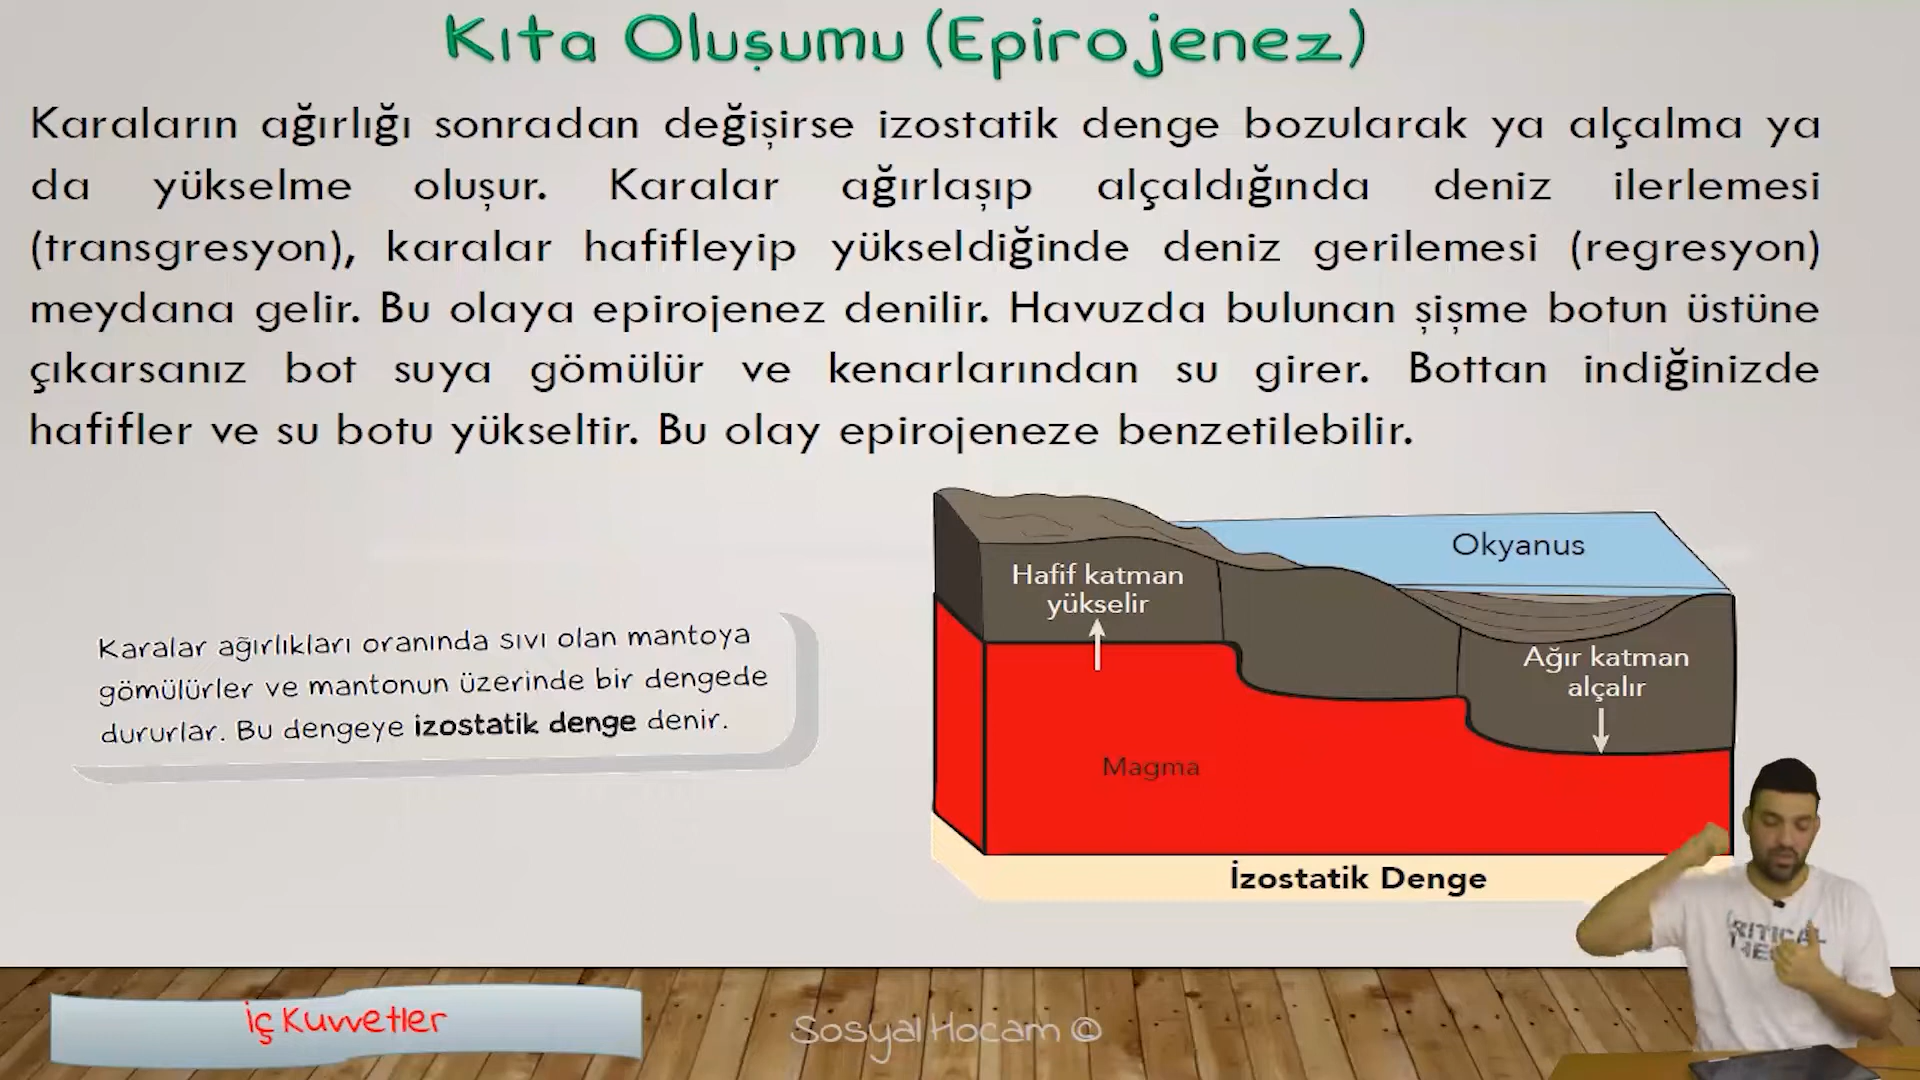 Kıta Oluşumu (Epirojenez)
Karaların ağırlığı sonradan değişirse izostatik denge bozularak ya alçalma ya
da yükselme oluşur. Karalar ağırlaşıp alçaldığında deniz ilerlemesi
(transgresyon), karalar hafifleyip yükseldiğinde deniz gerilemesi (regresyon)
meydana gelir. Bu olaya epirojenez denilir. Havuzda bulunan şişme botun üstüne
çıkarsanız bot suya gömülür ve kenarlarından su girer. Bottan indiğinizde
hafifler ve su botu yükseltir. Bu olay epirojeneze benzetilebilir.
Karalar ağırlıkları oranında sıvı olan mantoya
gömülürler ve mantonun üzerinde bir dengede
dururlar. Bu dengeye izostatik denge denir.
Okyanus
Hafif katman
yükselir
Ağır katman
alçalır
Magma
İzostatik Denge
İç Kuvvetler
Sosyal Hocam ©